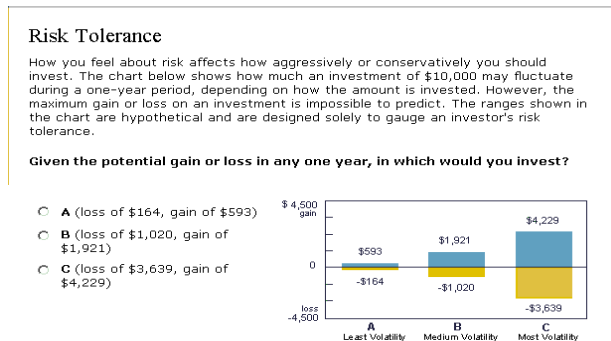 Risk Tolerance
How you feel about risk affects how aggressively or conservatively you should
invest. The chart below shows how much an investment of $10,000 may fluctuate
during a one-year period, depending on how the amount is invested. However, the
maximum gain or loss on an investment is impossible to predict. The ranges shown in
the chart are hypothetical and are designed solely to gauge an investor's risk
tolerance.
Given the potential gain or loss in any one year, in which would you invest?
A (loss of $164, gain of $593)
B (loss of $1,020, gain of
$1,921)
C (loss of $3,639, gain of
$4,229)
$ 4,500
gain
0
loss
-4,500
$593
-$164
$1,921
-$1,020
$4,229
-$3,639
A
Least Volatility
B
Medium Volatility
C
Most Volatility